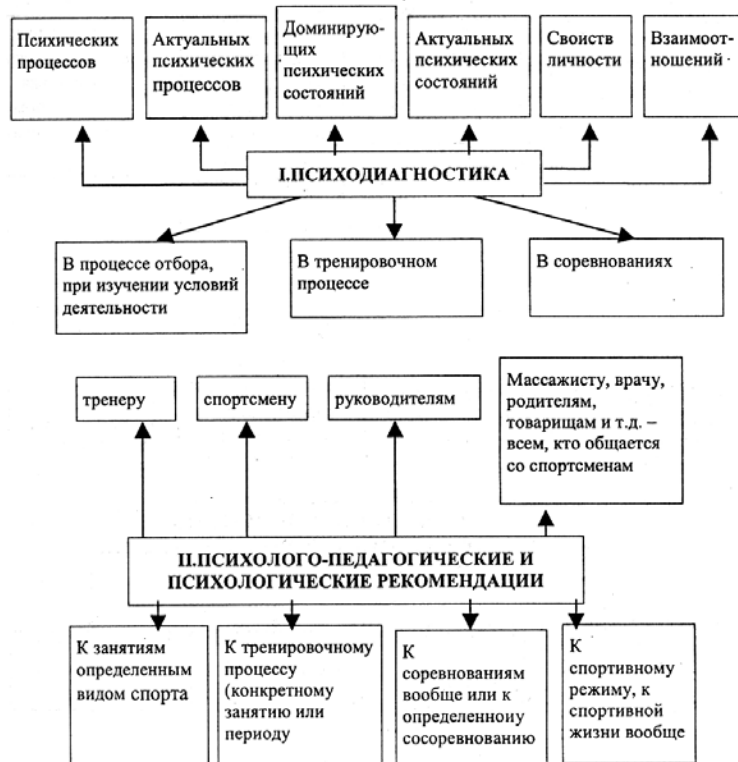 Психических
процессов
Актуальных
психических
процессов
Доминирую-
щих
психических
состояний
Актуальных
психических
состояний
Своиств
личности
Взаимоот-
ношений
I.ПСИХОДИАГНОСТИКА
В процессе отбора,
при изучении условий
деятельности
В тренировочном
процессе
В соревнованиях
тренеру
спортсмену
руководителям
Массажисту, врачу,
родителям,
товарищам и т.д. –
всем, кто общается
со спортсменам
II.ПСИХОЛОГО-ПЕДАГОГИЧЕСКИЕ И
ПСИХОЛОГИЧЕСКИЕ РЕКОМЕНДАЦИИ
К занятиям
определенным
видом спорта
К тренировочному
процессу
(конкретному
занятию или
периоду
К
соревнованиям
вообще или к
определенноиу
сосоревнованию
К
спортивному
режиму, к
спортивной
жизни вообще